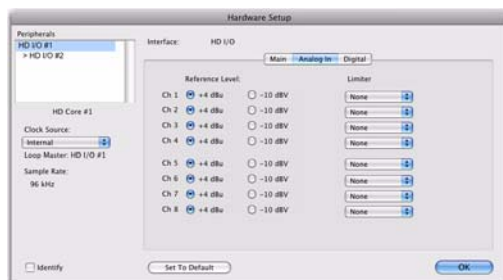 Hardware Setup
Peripherals
HD I/O #1
> HD I/O #2
HD Core #1
Clock Source:
Internal
Loop Master: HD I/O #1
Sample Rate:
96 kHz
Identify
Interface: HD I/O
Main Analog In Digital
Reference Level: Limiter
Ch 1 +4 dBu -10 dBV None
Ch 2 +4 dBu -10 dBV None
Ch 3 +4 dBu -10 dBV None
Ch 4 +4 dBu -10 dBV None
Ch 5 +4 dBu -10 dBV None
Ch 6 +4 dBu -10 dBV None
Ch 7 +4 dBu -10 dBV None
Ch 8 +4 dBu -10 dBV None
Set To Default
OK